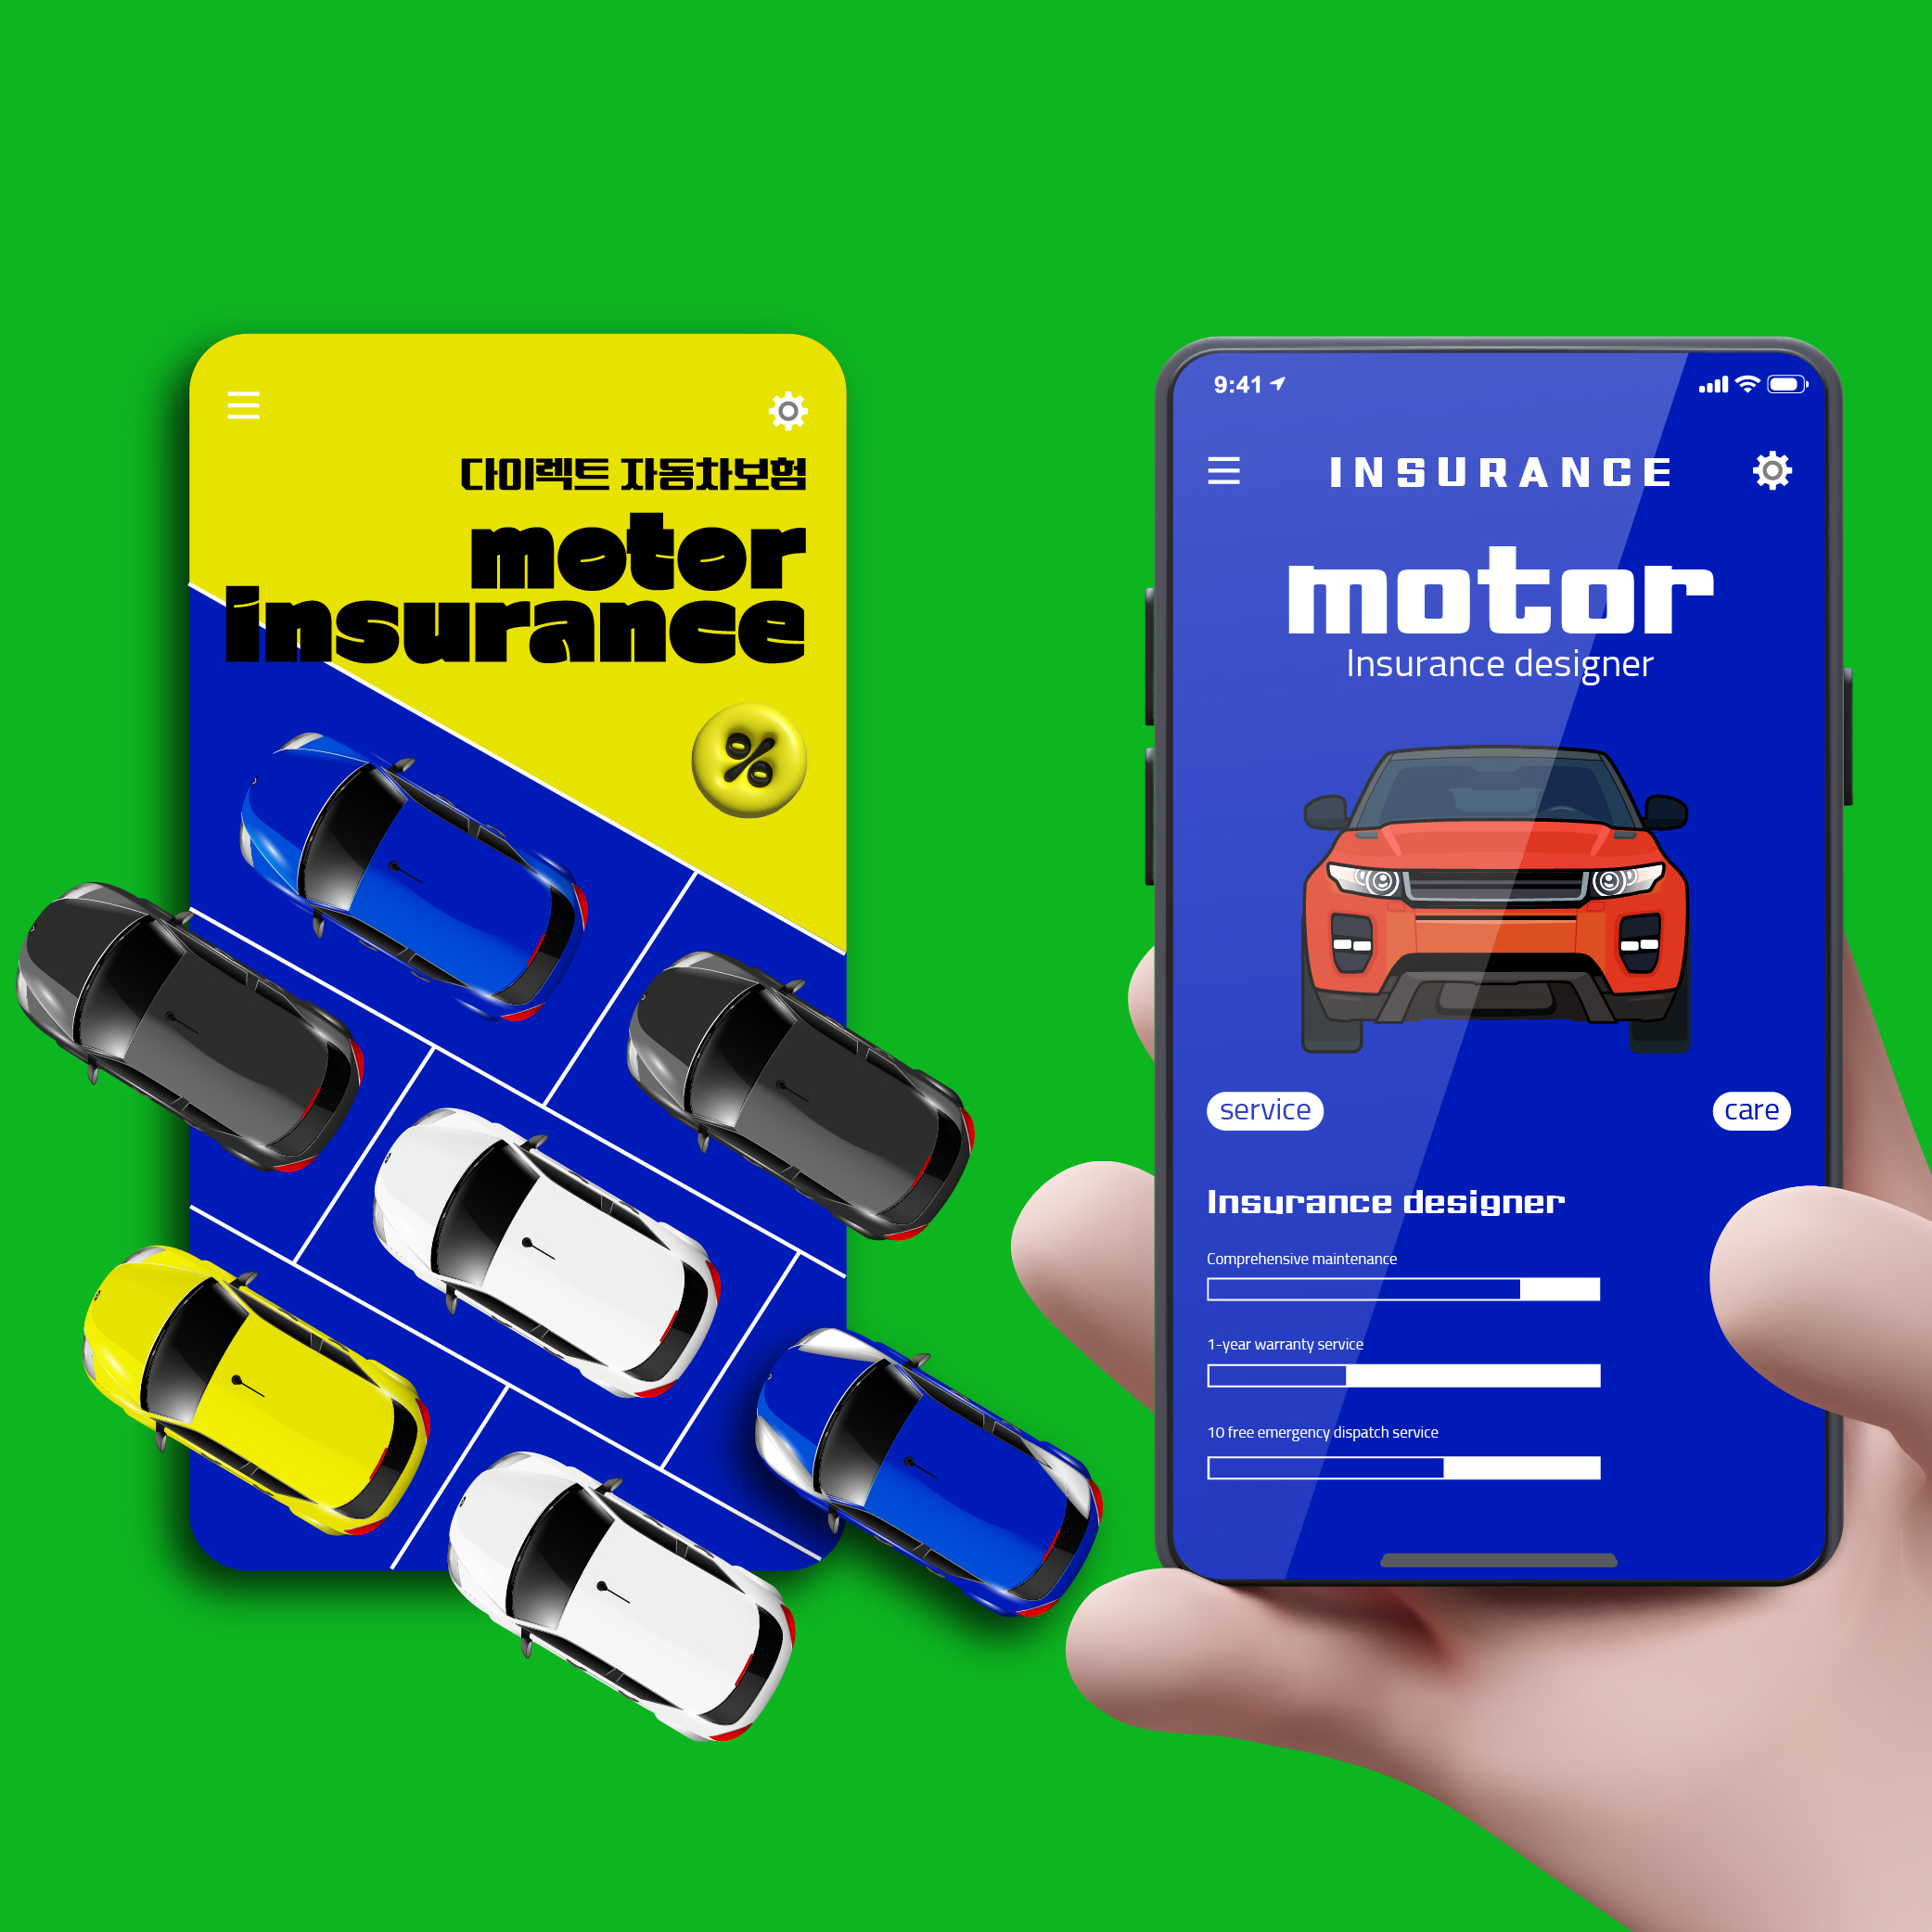 다이렉트 자동차보험
motor
insurance
%
9:41
INSURANCE
motor
Insurance designer
service
care
Insurance designer
Comprehensive maintenance
1-year warranty service
10 free emergency dispatch service